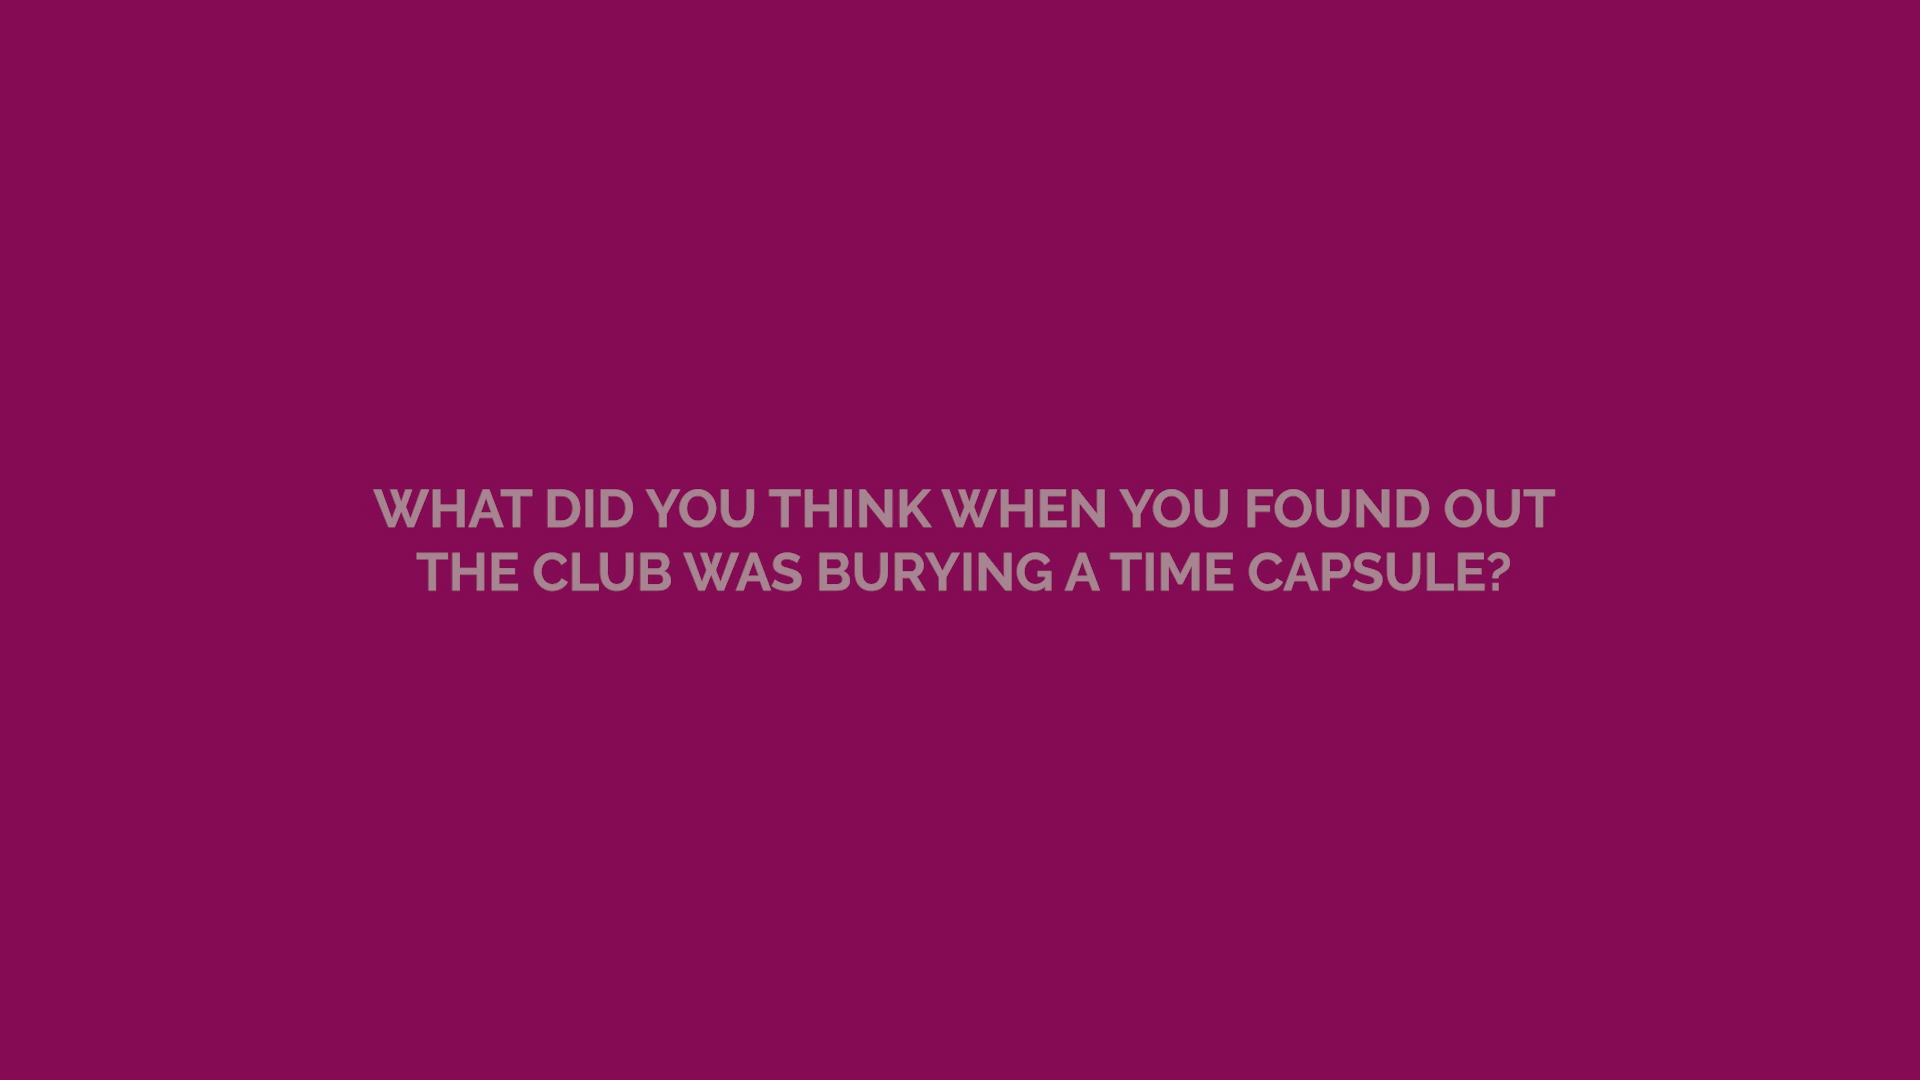 WHAT DID YOU THINK WHEN YOU FOUND OUT
THE CLUB WAS BURYING A TIME CAPSULE?